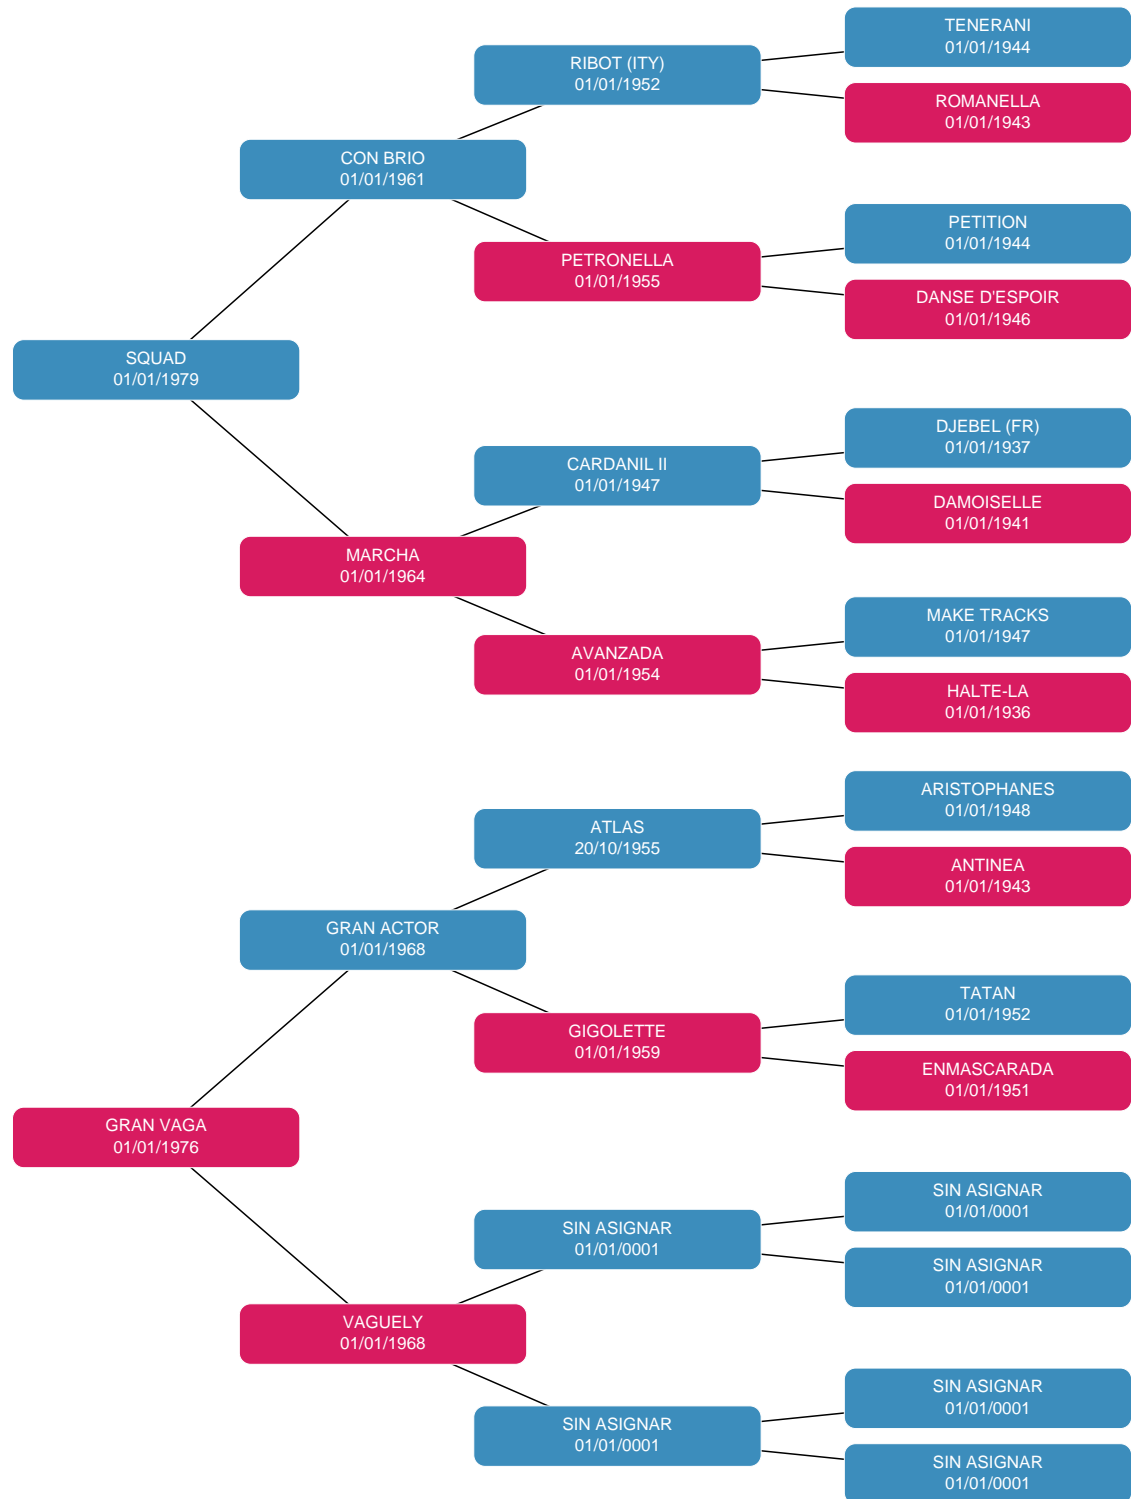 TENERANI
01/01/1944
RIBOT (ITY)
01/01/1952
ROMANELLA
01/01/1943
CON BRIO
01/01/1961
PETITION
01/01/1944
PETRONELLA
01/01/1955
DANSE D'ESPOIR
01/01/1946
SQUAD
01/01/1979
DJEBEL (FR)
01/01/1937
CARDANIL II
01/01/1947
DAMOISELLE
01/01/1941
MARCHA
01/01/1964
MAKE TRACKS
01/01/1947
AVANZADA
01/01/1954
HALTE-LA
01/01/1936
ARISTOPHANES
01/01/1948
ATLAS
20/10/1955
ANTINEA
01/01/1943
GRAN ACTOR
01/01/1968
TATAN
01/01/1952
GIGOLETTE
01/01/1959
ENMASCARADA
01/01/1951
GRAN VAGA
01/01/1976
SIN ASIGNAR
01/01/0001
SIN ASIGNAR
01/01/0001
SIN ASIGNAR
01/01/0001
VAGUELY
01/01/1968
SIN ASIGNAR
01/01/0001
SIN ASIGNAR
01/01/0001
SIN ASIGNAR
01/01/0001